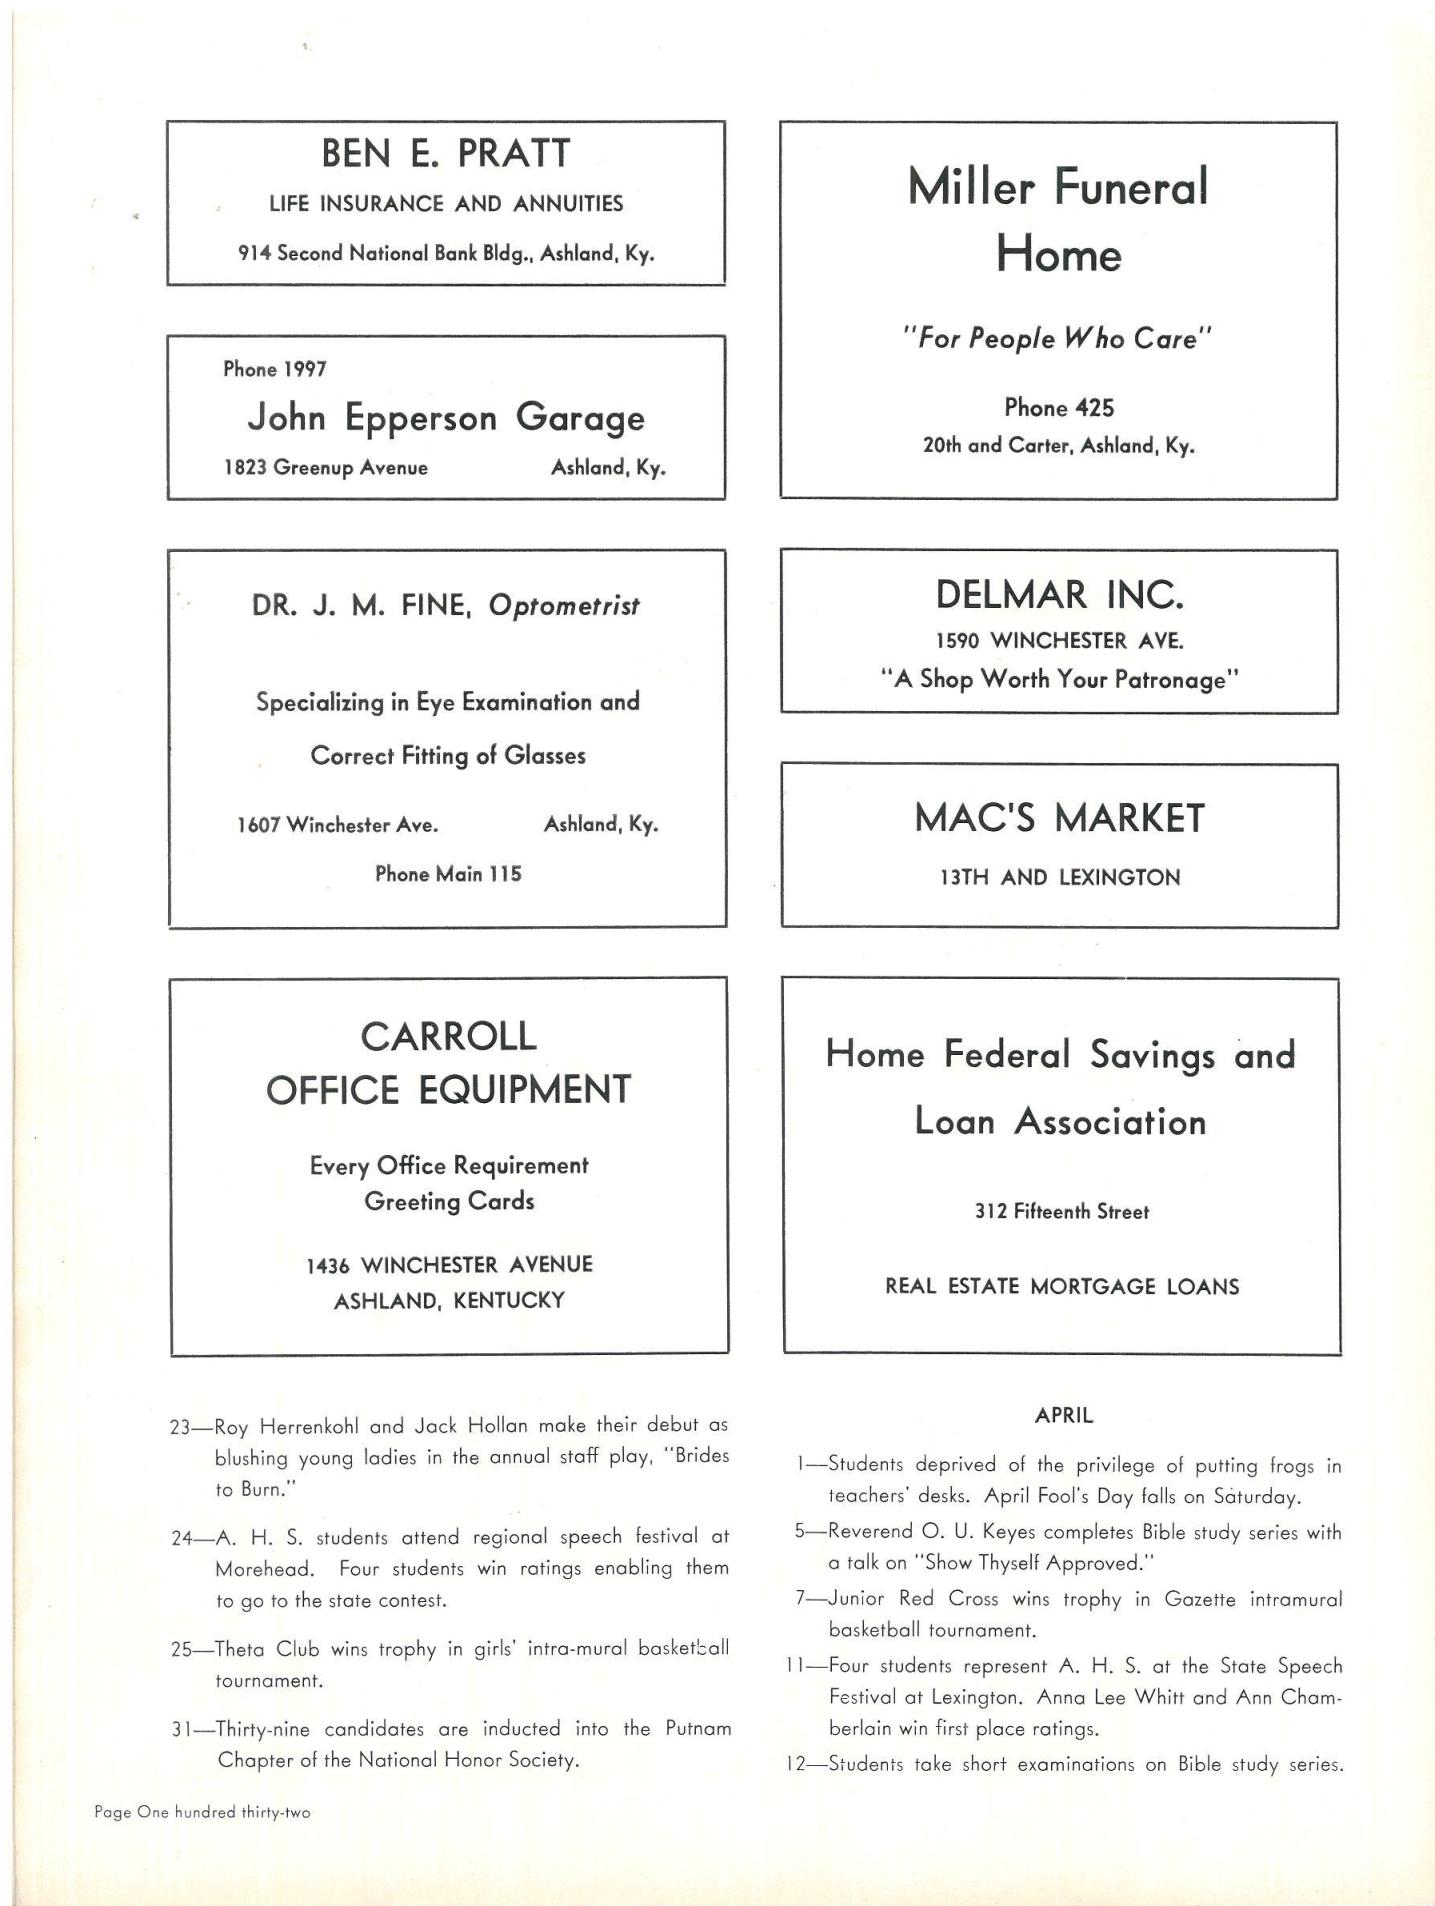 BEN E. PRATT
LIFE INSURANCE AND ANNUITIES
914 Second National Bank Bldg., Ashland, Ky.
Phone 1997
John Epperson Garage
1823 Greenup Avenue Ashland, Ky.
DR. J. M. FINE, Optometrist
Specializing in Eye Examination and
Correct Fitting of Glasses
1607 Winchester Ave. Ashland, Ky.
Phone Main 115
CARROLL
OFFICE EQUIPMENT
Every Office Requirement
Greeting Cards
1436 WINCHESTER AVENUE
ASHLAND, KENTUCKY
Miller Funeral
Home
"For People Who Care"
Phone 425
20th and Carter, Ashland, Ky.
DELMAR INC.
1590 WINCHESTER AVE.
"A Shop Worth Your Patronage"
MAC'S MARKET
13TH AND LEXINGTON
Home Federal Savings and
Loan Association
312 Fifteenth Street
REAL ESTATE MORTGAGE LOANS
23—Roy Herrenkohl and Jack Hollan make their debut as
blushing young ladies in the annual staff play, "Brides
to Burn."
24—A. H. S. students attend regional speech festival at
Morehead. Four students win ratings enabling them
to go to the state contest.
25—Theta Club wins trophy in girls' intra-mural basketball
tournament.
31—Thirty-nine candidates are inducted into the Putnam
Chapter of the National Honor Society.
APRIL
1—Students deprived of the privilege of putting frogs in
teachers' desks. April Fool's Day falls on Saturday.
5—Reverend O. U. Keyes completes Bible study series with
a talk on "Show Thyself Approved."
7—Junior Red Cross wins trophy in Gazette intramural
basketball tournament.
11—Four students represent A. H. S. at the State Speech
Festival at Lexington. Anna Lee Whitt and Ann Cham-
berlain win first place ratings.
12—Students take short examinations on Bible study series.
Page One hundred thirty-two